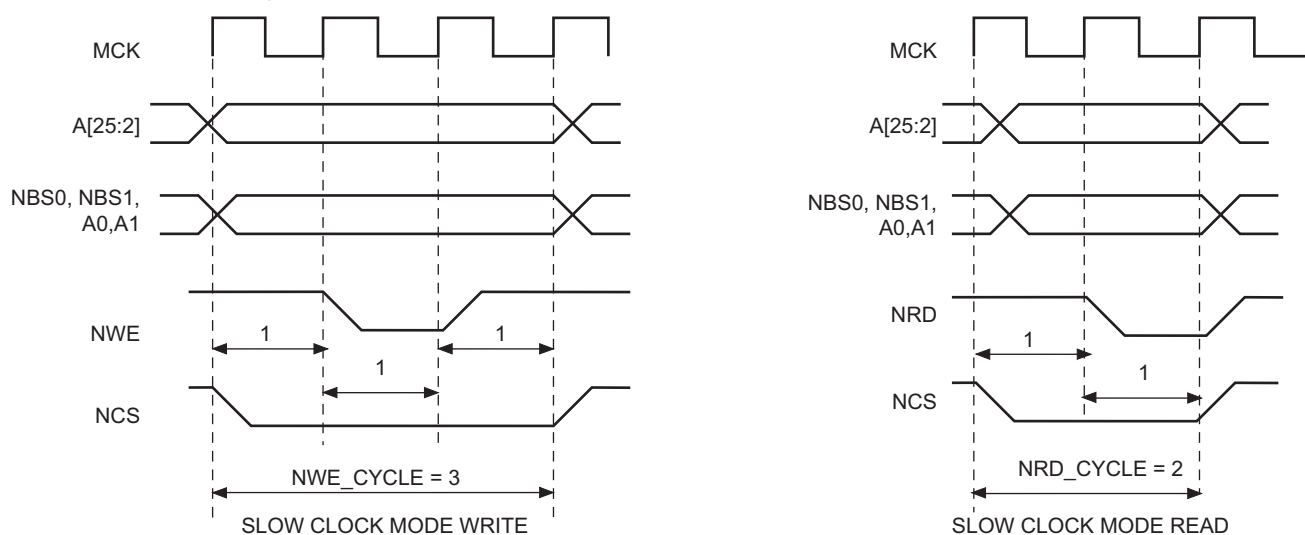 MCK
A[25:2]
NBS0, NBS1,
A0,A1
NWE
1
1
1
NCS
NWE_CYCLE = 3
SLOW CLOCK MODE WRITE
MCK
A[25:2]
NBS0, NBS1,
A0,A1
NRD
1
1
NCS
NRD_CYCLE = 2
SLOW CLOCK MODE READ